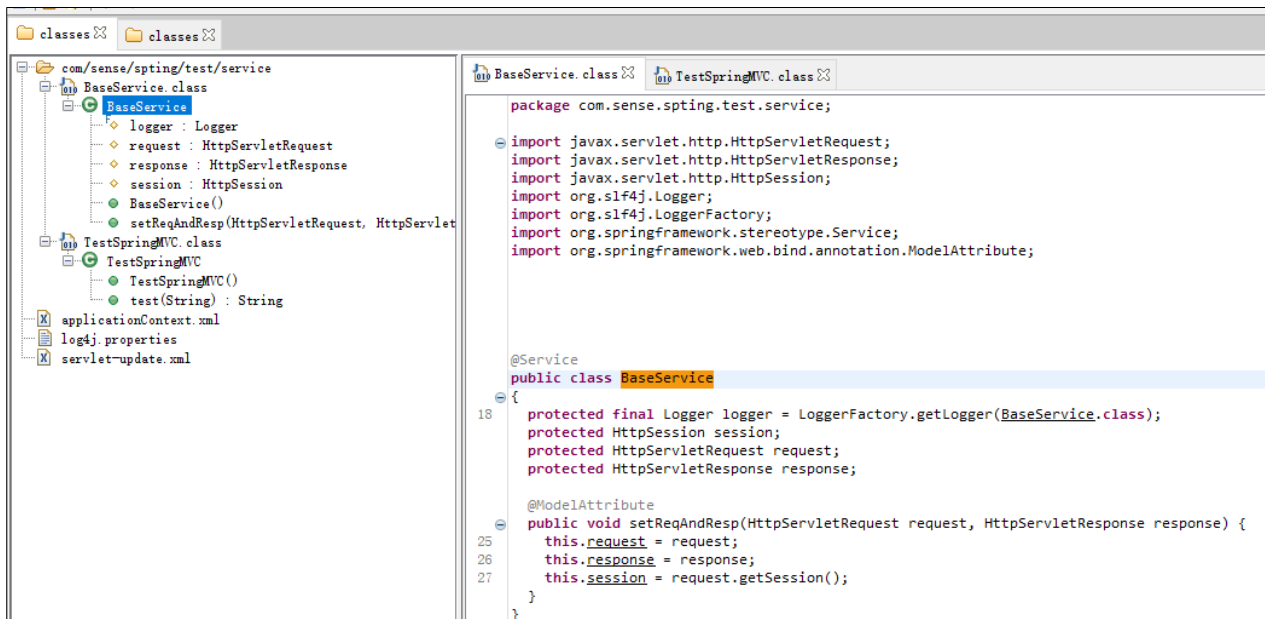 classes
classes
com/sense/spting/test/service
BaseService.class
BaseService
logger : Logger
request : HttpServletRequest
response : HttpServletResponse
session : HttpSession
BaseService()
setReqAndResp(HttpServletRequest, HttpServlet
TestSpringMVC.class
TestSpringMVC
TestSpringMVC()
test(String) : String
applicationContext.xml
log4j.properties
servlet-update.xml
BaseService.class
TestSpringMVC.class
package com.sense.spting.test.service;
import javax.servlet.http.HttpServletRequest;
import javax.servlet.http.HttpServletResponse;
import javax.servlet.http.HttpSession;
import org.slf4j.Logger;
import org.slf4j.LoggerFactory;
import org.springframework.stereotype.Service;
import org.springframework.web.bind.annotation.ModelAttribute;
@Service
public class BaseService
{
18 protected final Logger logger = LoggerFactory.getLogger(BaseService.class);
protected HttpSession session;
protected HttpServletRequest request;
protected HttpServletResponse response;
@ModelAttribute
public void setReqAndResp(HttpServletRequest request, HttpServletResponse response) {
25 this.request = request;
26 this.response = response;
27 this.session = request.getSession();
}
}